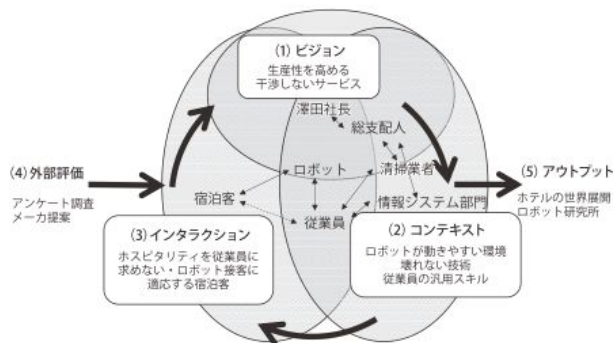 (1) ビジョン
生産性を高める
干渉しないサービス
澤田社長
総支配人
(4) 外部評価
アンケート調査
メーカ提案
ロボット
清掃業者
(5) アウトプット
ホテルの世界展開
ロボット研究所
宿泊客
情報システム部門
従業員
(3) インタラクション
ホスピタリティを従業員に
求めない・ロボット接客に
適応する宿泊客
(2) コンテキスト
ロボットが動きやすい環境
壊れない技術
従業員の汎用スキル